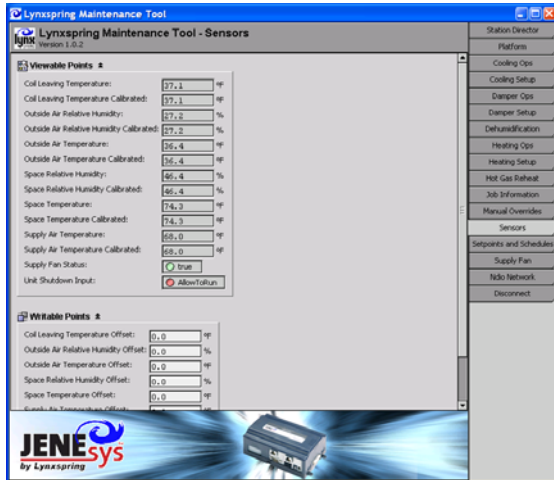 Lynxspring Maintenance Tool
lynx
Lynxspring Maintenance Tool - Sensors
Version 1.0.2
Viewable Points
Coil Leaving Temperature: 37.1 °F
Coil Leaving Temperature Calibrated: 37.1 °F
Outside Air Relative Humidity: 27.2 %
Outside Air Relative Humidity Calibrated: 27.2 %
Outside Air Temperature: 36.4 °F
Outside Air Temperature Calibrated: 36.4 °F
Space Relative Humidity: 46.4 %
Space Relative Humidity Calibrated: 46.4 %
Space Temperature: 74.3 °F
Space Temperature Calibrated: 74.3 °F
Supply Air Temperature: 68.0 °F
Supply Air Temperature Calibrated: 68.0 °F
Supply Fan Status: true
Unit Shutdown Input: AllowToRun
Writable Points
Coil Leaving Temperature Offset: 0.0 °F
Outside Air Relative Humidity Offset: 0.0 %
Outside Air Temperature Offset: 0.0 °F
Space Relative Humidity Offset: 0.0 %
Space Temperature Offset: 0.0 °F
Supply Air Temperature Offset: 0.0 °F
Station Director
Platform
Cooling Ops
Cooling Setup
Damper Ops
Damper Setup
Dehumidification
Heating Ops
Heating Setup
Hot Gas Reheat
Job Information
Manual Overrides
Sensors
Setpoints and Schedules
Supply Fan
Ndio Network
Disconnect
JENEsys
by Lynxspring